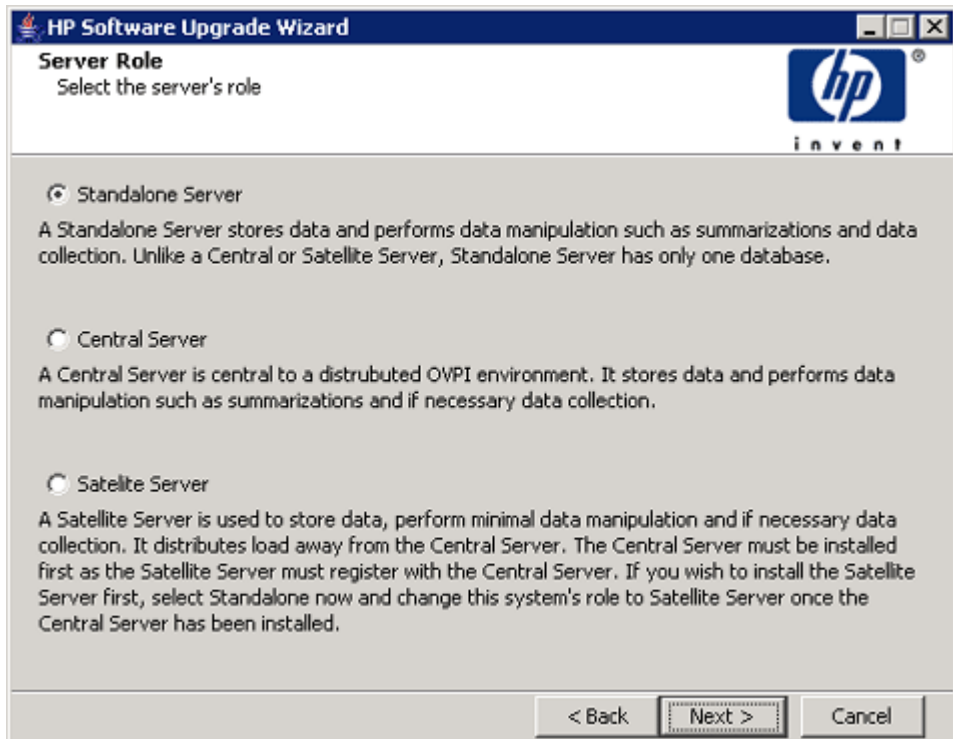 HP Software Upgrade Wizard
Server Role
Select the server's role
hp
®
invent
Standalone Server
A Standalone Server stores data and performs data manipulation such as summarizations and data
collection. Unlike a Central or Satellite Server, Standalone Server has only one database.
Central Server
A Central Server is central to a distrubuted OVPI environment. It stores data and performs data
manipulation such as summarizations and if necessary data collection.
Satelite Server
A Satellite Server is used to store data, perform minimal data manipulation and if necessary data
collection. It distributes load away from the Central Server. The Central Server must be installed
first as the Satellite Server must register with the Central Server. If you wish to install the Satellite
Server first, select Standalone now and change this system's role to Satellite Server once the
Central Server has been installed.
< Back Next > Cancel